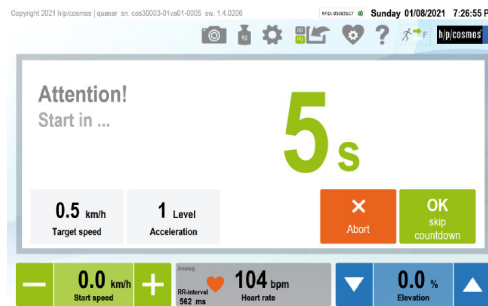 Copyright 2021 h/p/cosmos | quasar sn. cos30003-01va01-0005 sw. 1.4.0206
Sunday 01/08/2021 7:26:55 P
? F h/p/cosmos
Attention!
Start in ...
5 s
0.5 km/h
Target speed
1 Level
Acceleration
Abort
OK
skip
countdown
0.0 km/h
Start speed
Analog
RR-interval
562 ms
104 bpm
Heart rate
0.0 %
Elevation